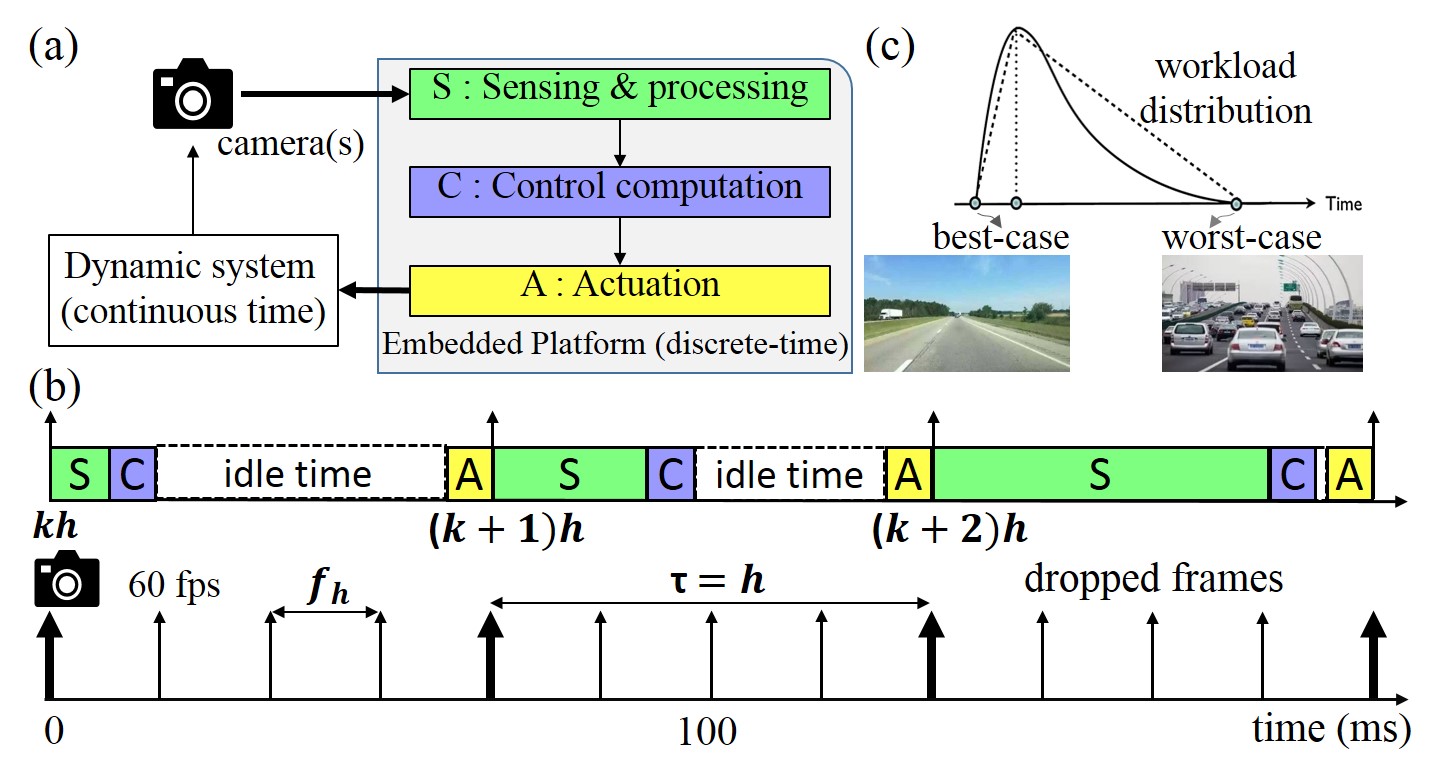 (a)
camera(s)
S : Sensing & processing
C : Control computation
A : Actuation
Embedded Platform (discrete-time)
Dynamic system
(continuous time)
(c)
workload
distribution
Time
best-case
worst-case
(b)
S
C
idle time
A
S
C
idle time
A
S
C
A
kh
(k + 1)h
(k + 2)h
60 fps
f_h
τ = h
dropped frames
0
100
time (ms)